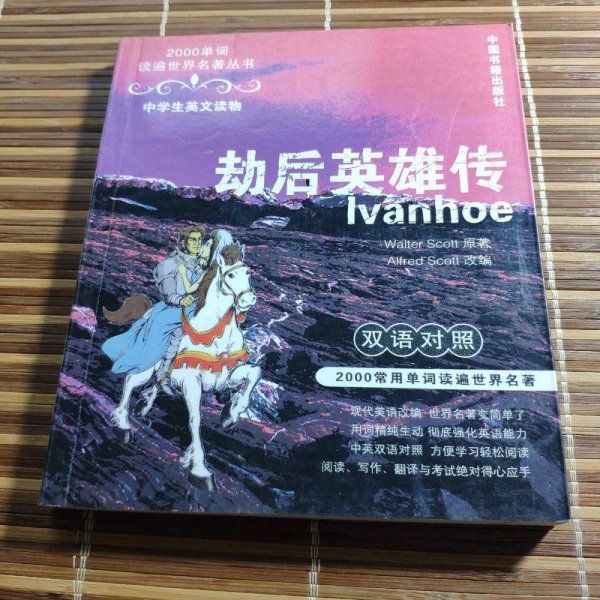 2000单词
读遍世界名著丛书
中学生英文读物
中国书籍出版社
劫后英雄传
Ivanhoe
Walter Scott 原著
Alfred Scott 改编
双语对照
2000常用单词读遍世界名著
现代美语改编 世界名著变简单了
用词精纯生动 彻底强化英语能力
中英双语对照 方便学习轻松阅读
阅读、写作、翻译与考试绝对得心应手